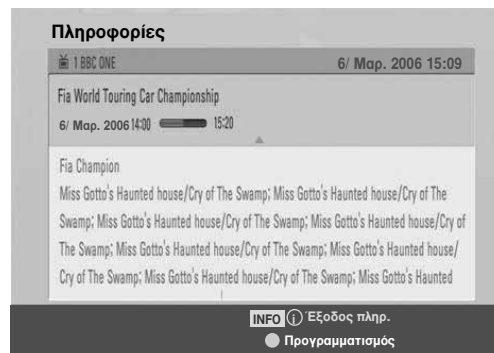 Πληροφορίες
1 BBC ONE 6/ Μαρ. 2006 15:09
Fia World Touring Car Championship
6/ Μαρ. 2006 14:00 15:20
Fia Champion
Miss Gotto's Haunted house/Cry of The Swamp; Miss Gotto's Haunted house/Cry of The
Swamp; Miss Gotto's Haunted house/Cry of The Swamp; Miss Gotto's Haunted house/Cry of
The Swamp; Miss Gotto's Haunted house/Cry of The Swamp; Miss Gotto's Haunted house/
Cry of The Swamp; Miss Gotto's Haunted house/Cry of The Swamp; Miss Gotto's Haunted
INFO i Έξοδος πληρ.
Προγραμματισμός